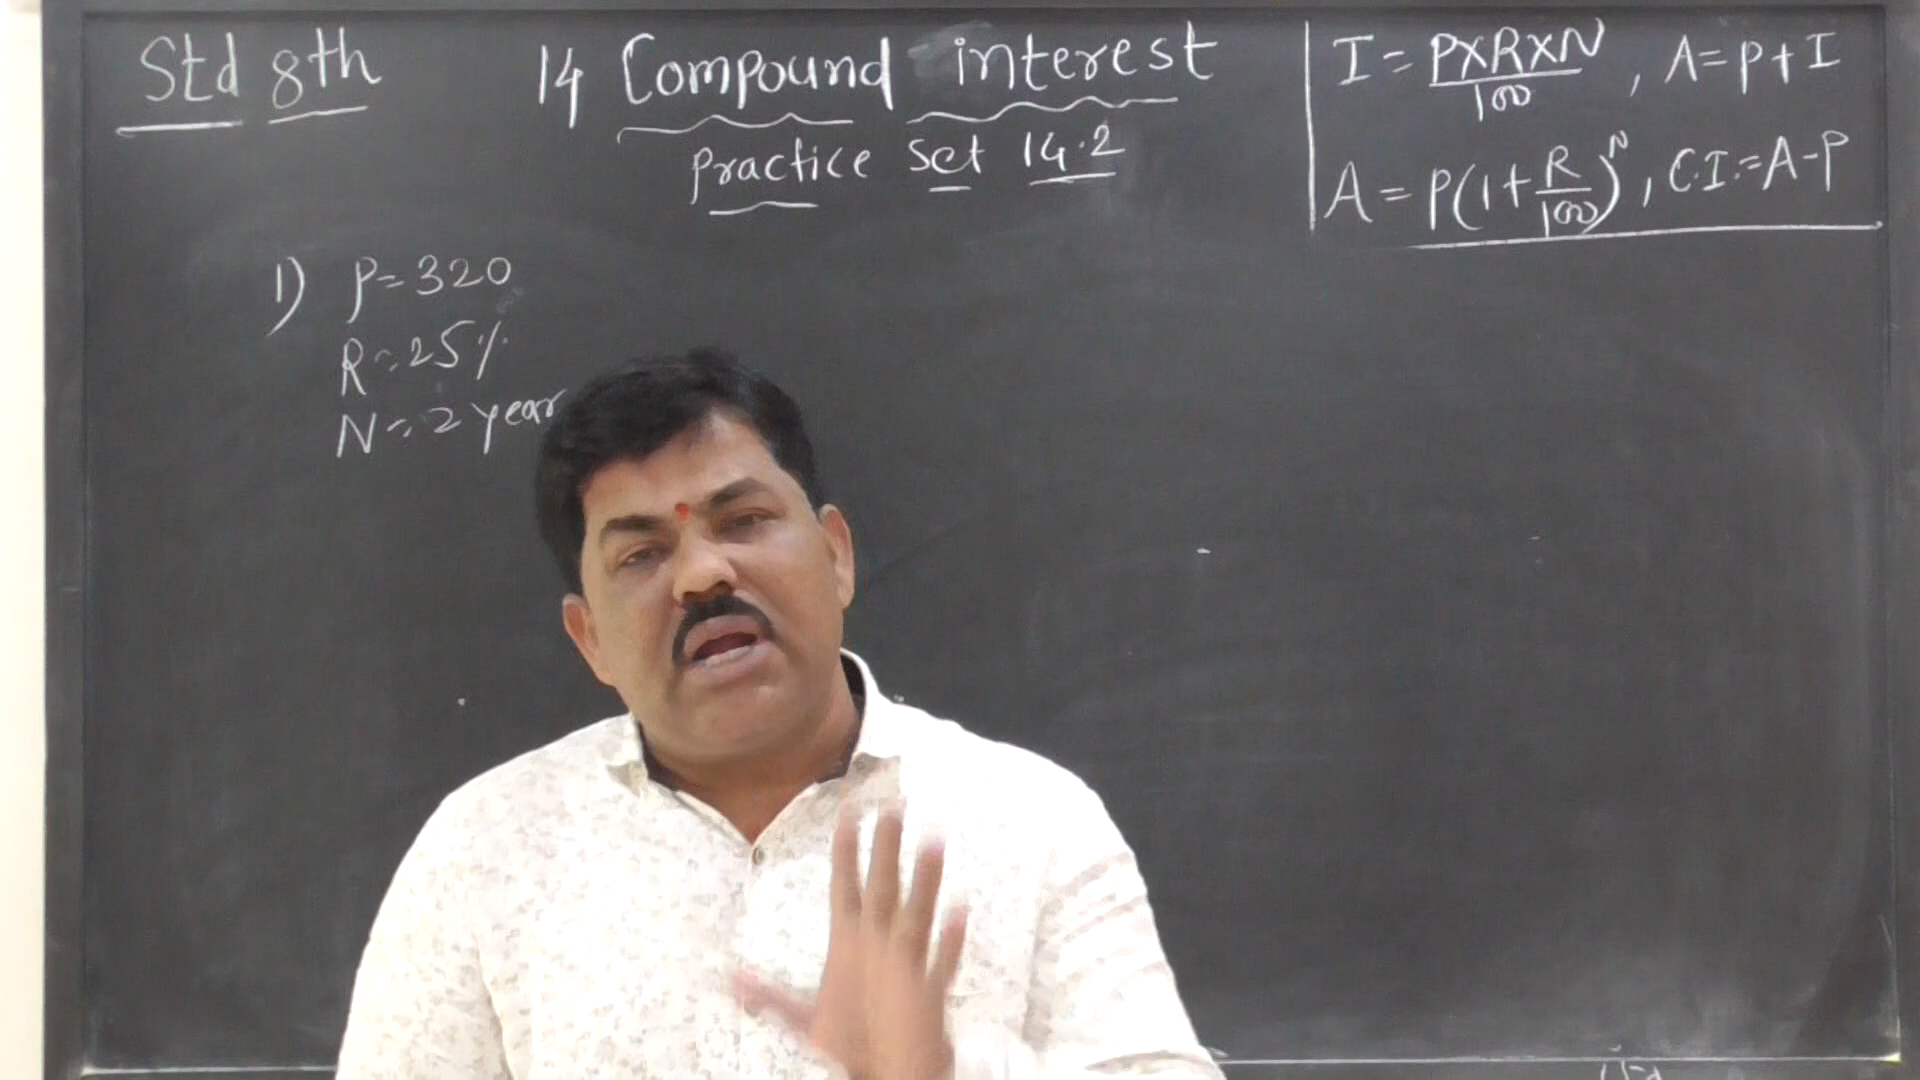 Std 8th
14 Compound interest
Practice Set 14.2
I = P×R×N/100, A = P + I
A = P(1 + R/100)^N, C.I. = A - P
1) P = 320
R = 25%
N = 2 year